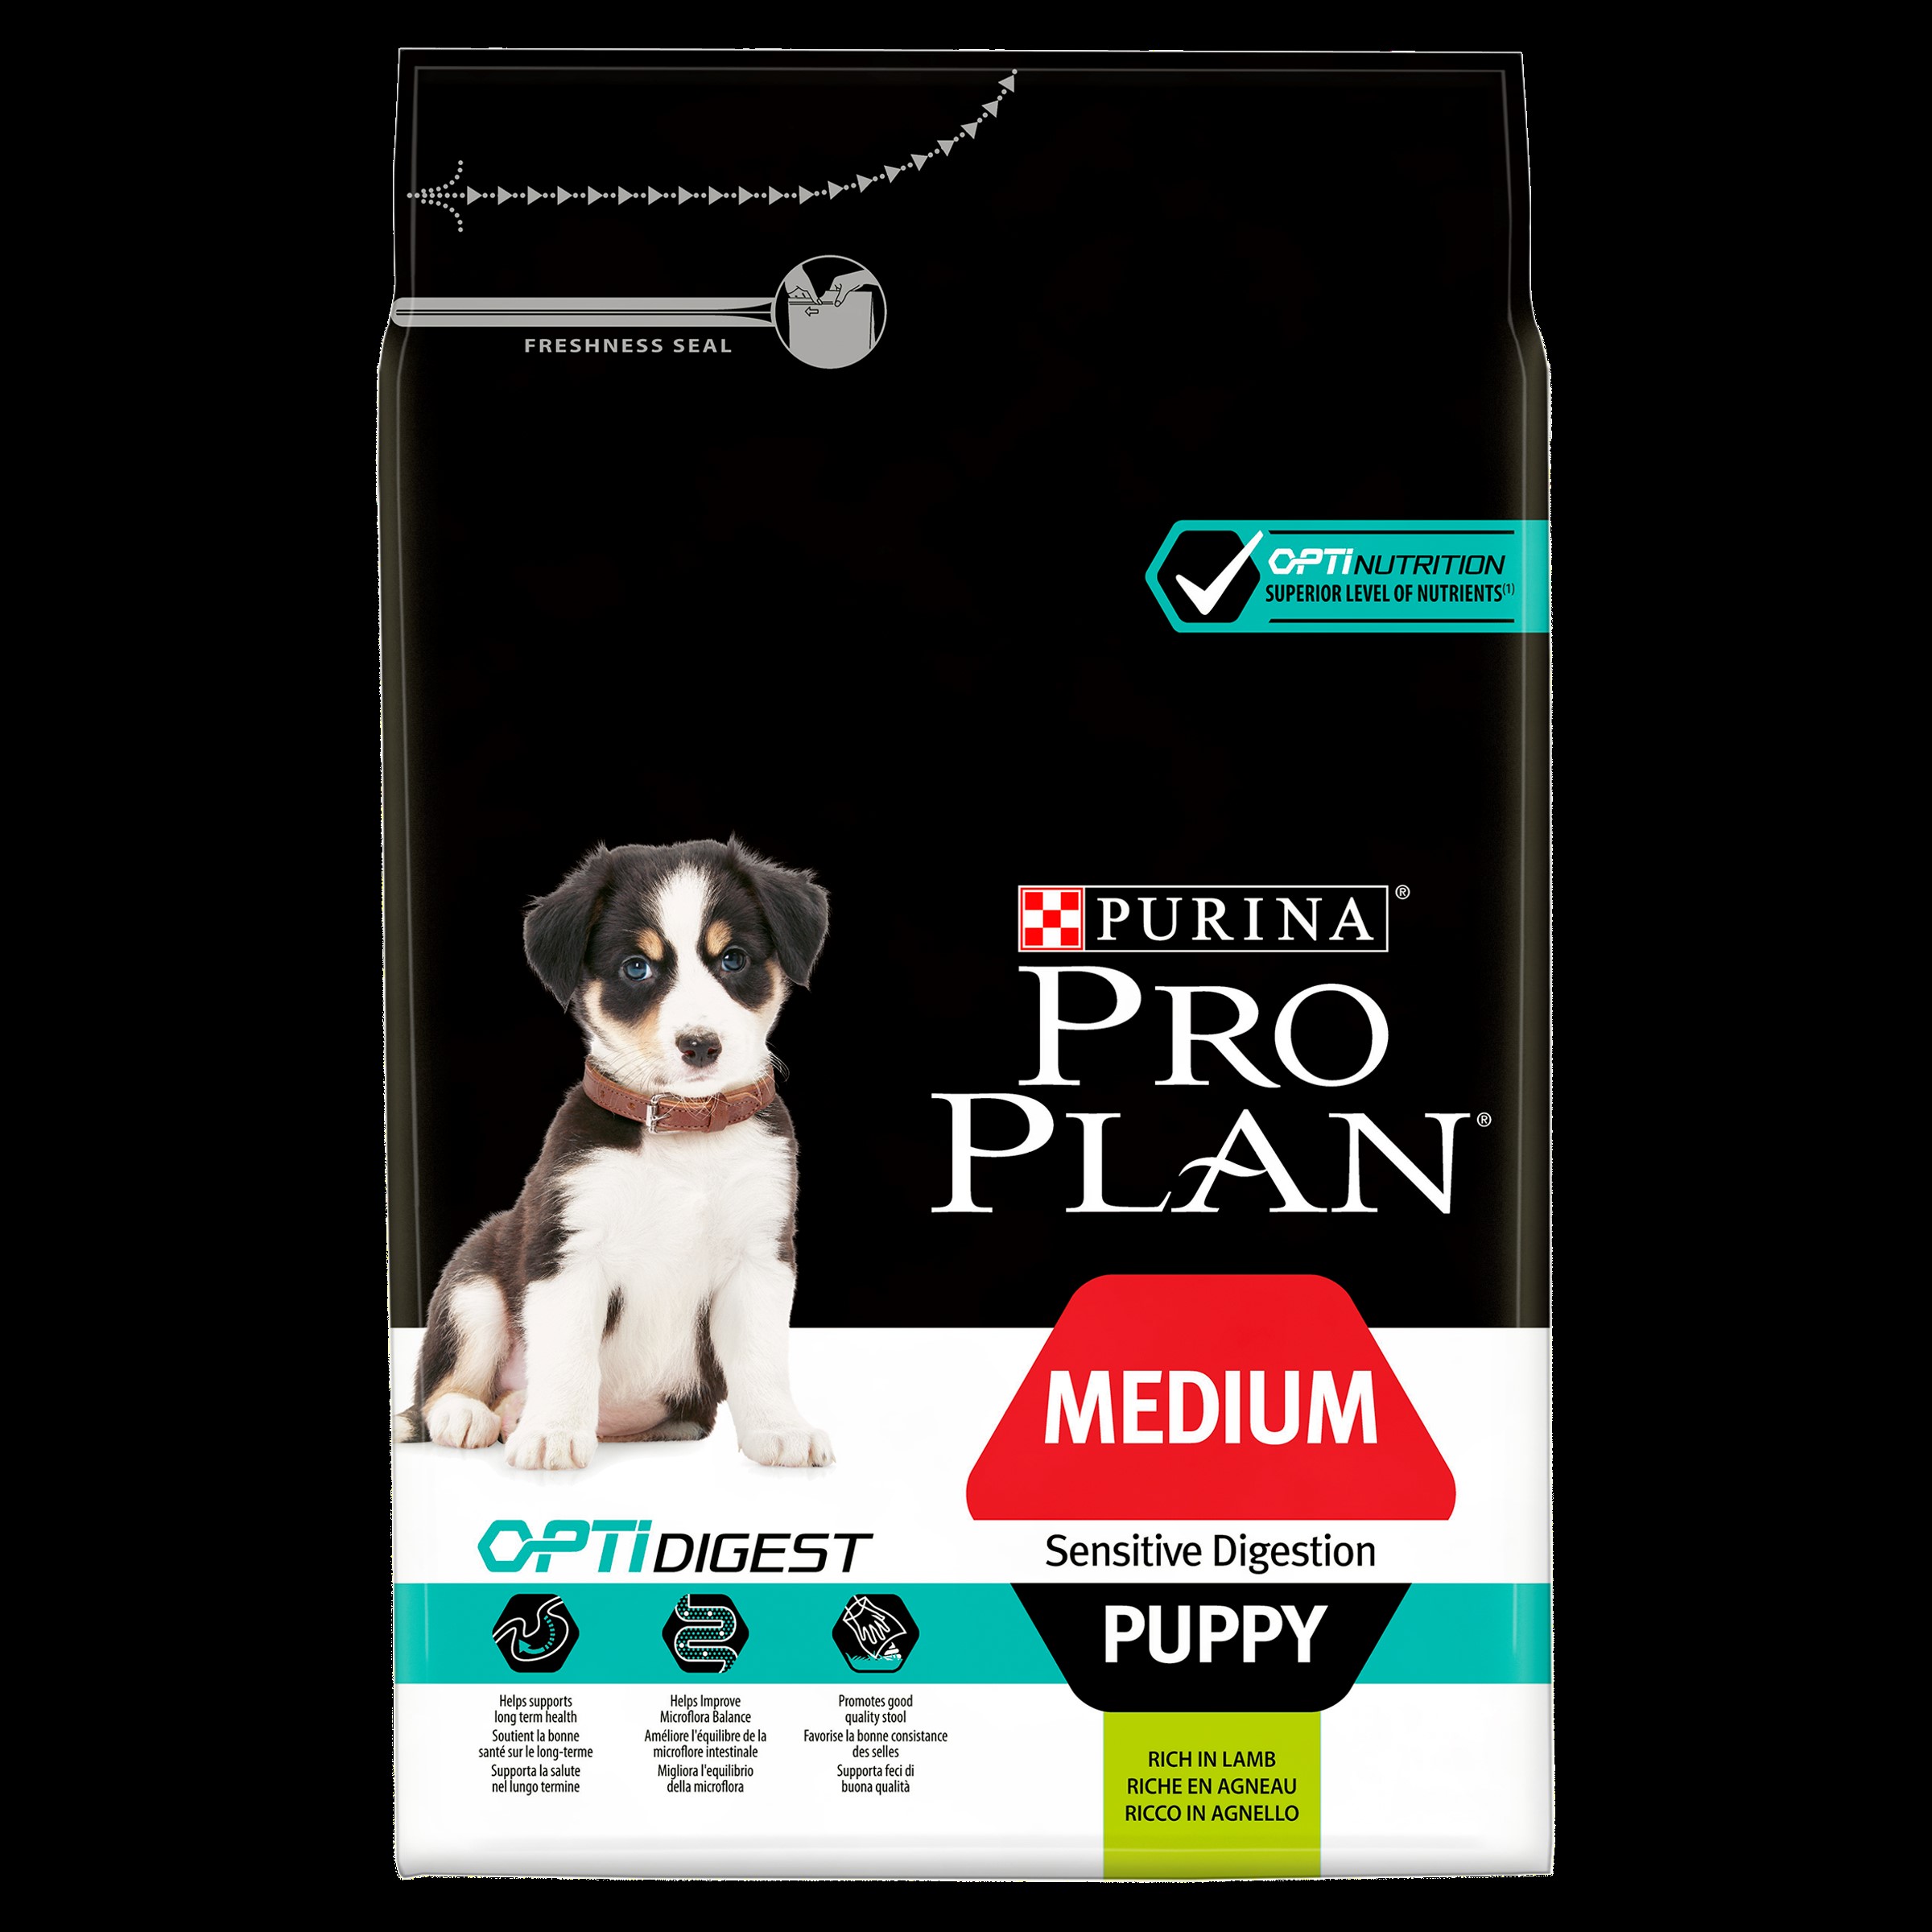 FRESHNESS SEAL
OPTINUTRITION
SUPERIOR LEVEL OF NUTRIENTS(1)
PURINA®
PRO
PLAN®
MEDIUM
Sensitive Digestion
PUPPY
OPTIDIGEST
Helps supports
long term health
Soutient la bonne
santé sur le long-terme
Supporta la salute
nel lungo termine
Helps Improve
Microflora Balance
Améliore l'équilibre de la
microflore intestinale
Migliora l'equilibrio
della microflora
Promotes good
quality stool
Favorise la bonne consistance
des selles
Supporta feci di
buona qualità
RICH IN LAMB
RICHE EN AGNEAU
RICCO IN AGNELLO